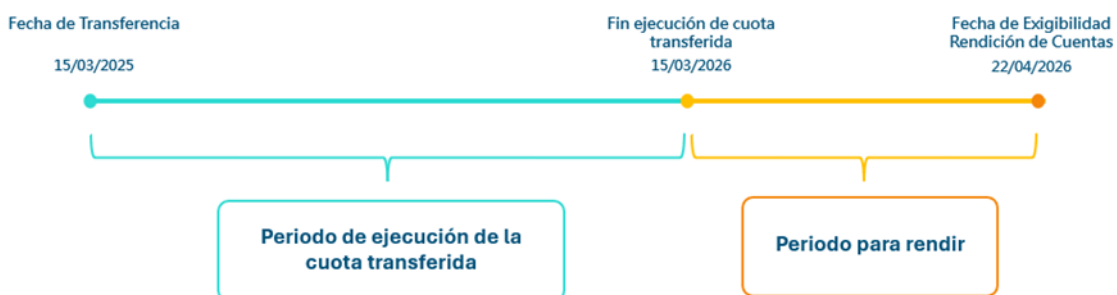 Fecha de Transferencia
15/03/2025
Fin ejecución de cuota
transferida
15/03/2026
Fecha de Exigibilidad
Rendición de Cuentas
22/04/2026
Periodo de ejecución de la
cuota transferida
Periodo para rendir